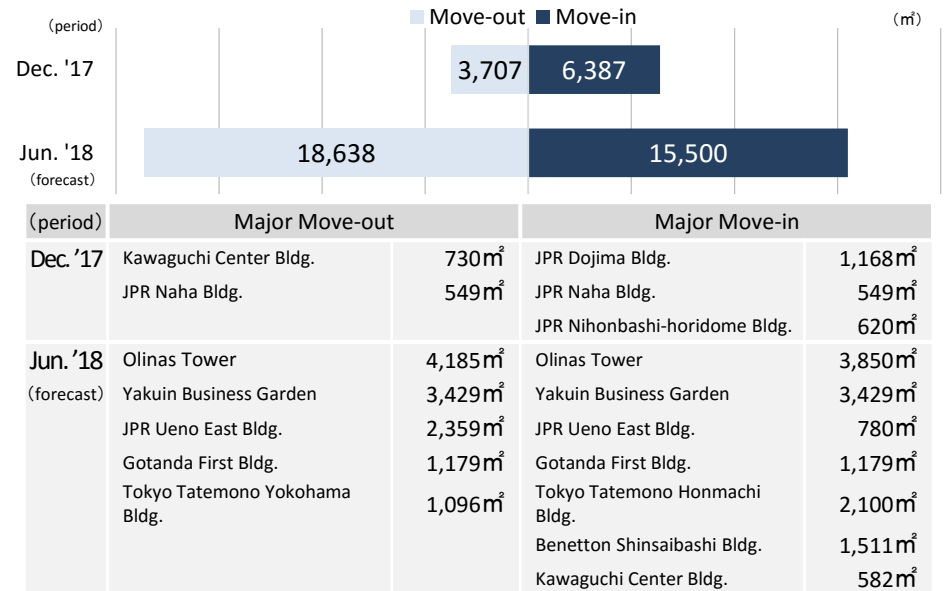 Move-out Move-in
(period) (㎡)
Dec. '17 3,707 6,387
Jun. '18 18,638 15,500
(forecast)
(period) Major Move-out Major Move-in
Dec. '17 Kawaguchi Center Bldg. 730㎡ JPR Dojima Bldg. 1,168㎡
JPR Naha Bldg. 549㎡ JPR Naha Bldg. 549㎡
JPR Nihonbashi-horidome Bldg. 620㎡
Jun. '18 Olinas Tower 4,185㎡ Olinas Tower 3,850㎡
(forecast) Yakuin Business Garden 3,429㎡ Yakuin Business Garden 3,429㎡
JPR Ueno East Bldg. 2,359㎡ JPR Ueno East Bldg. 780㎡
Gotanda First Bldg. 1,179㎡ Gotanda First Bldg. 1,179㎡
Tokyo Tatemono Yokohama
Bldg. 1,096㎡ Tokyo Tatemono Honmachi
Bldg. 2,100㎡
Benetton Shinsaibashi Bldg. 1,511㎡
Kawaguchi Center Bldg. 582㎡